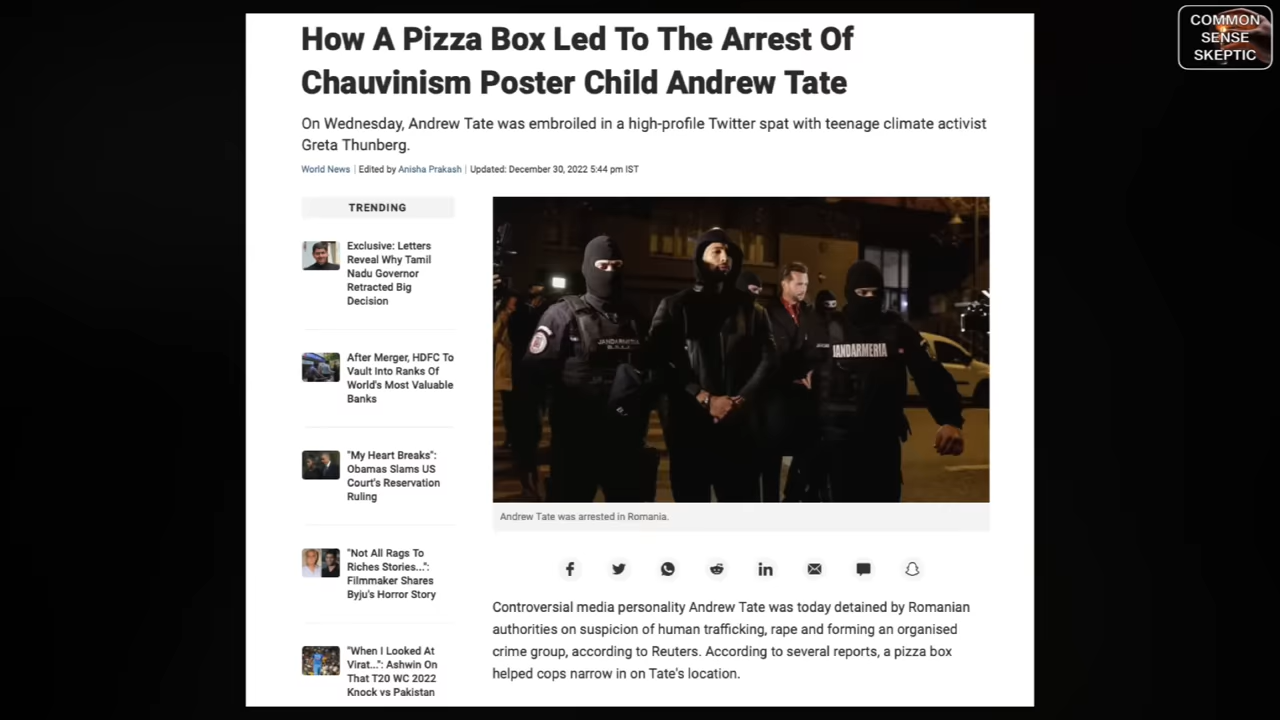 COMMON
SENSE
SKEPTIC
How A Pizza Box Led To The Arrest Of
Chauvinism Poster Child Andrew Tate
On Wednesday, Andrew Tate was embroiled in a high-profile Twitter spat with teenage climate activist
Greta Thunberg.
World News | Edited by Anisha Prakash | Updated: December 30, 2022 5:44 pm IST
TRENDING
Exclusive: Letters
Reveal Why Tamil
Nadu Governor
Retracted Big
Decision
After Merger, HDFC To
Vault Into Ranks Of
World's Most Valuable
Banks
"My Heart Breaks":
Obamas Slams US
Court's Reservation
Ruling
"Not All Rags To
Riches Stories...":
Filmmaker Shares
Byju's Horror Story
"When I Looked At
Virat...": Ashwin On
That T20 WC 2022
Knock vs Pakistan
JANDARMERIA
JANDARMERIA
Andrew Tate was arrested in Romania.
Controversial media personality Andrew Tate was today detained by Romanian
authorities on suspicion of human trafficking, rape and forming an organised
crime group, according to Reuters. According to several reports, a pizza box
helped cops narrow in on Tate's location.